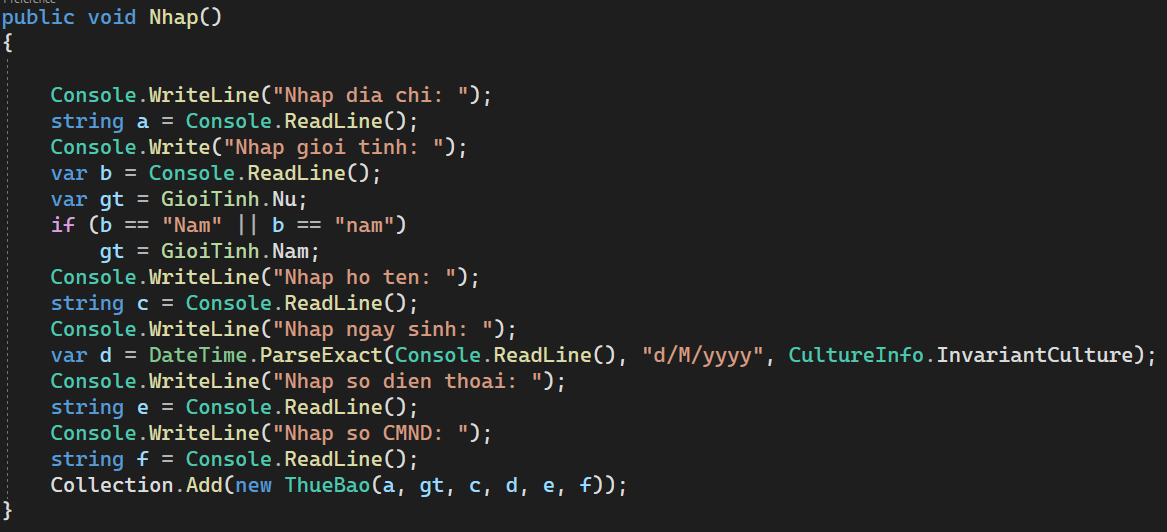 public void Nhap()
{
Console.WriteLine("Nhap dia chi: ");
string a = Console.ReadLine();
Console.Write("Nhap gioi tinh: ");
var b = Console.ReadLine();
var gt = GioiTinh.Nu;
if (b == "Nam" || b == "nam")
gt = GioiTinh.Nam;
Console.WriteLine("Nhap ho ten: ");
string c = Console.ReadLine();
Console.WriteLine("Nhap ngay sinh: ");
var d = DateTime.ParseExact(Console.ReadLine(), "d/M/yyyy", CultureInfo.InvariantCulture);
Console.WriteLine("Nhap so dien thoai: ");
string e = Console.ReadLine();
Console.WriteLine("Nhap so CMND: ");
string f = Console.ReadLine();
Collection.Add(new ThueBao(a, gt, c, d, e, f));
}